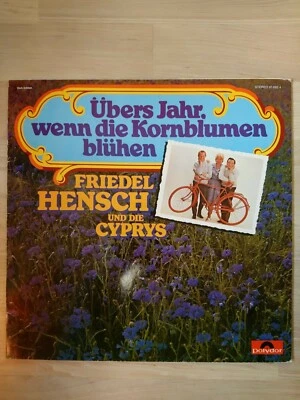 Übers Jahr,
wenn die Kornblumen
blühen
FRIEDEL
HENSCH
UND DIE
CYPRYS
Polydor